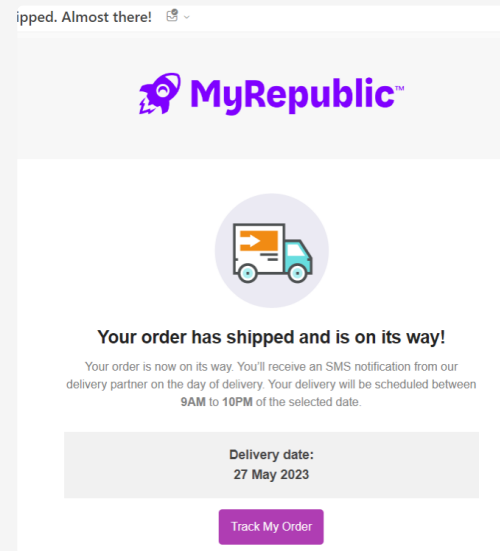 ipped. Almost there!
MyRepublic™
Your order has shipped and is on its way!
Your order is now on its way. You'll receive an SMS notification from our
delivery partner on the day of delivery. Your delivery will be scheduled between
9AM to 10PM of the selected date.
Delivery date:
27 May 2023
Track My Order